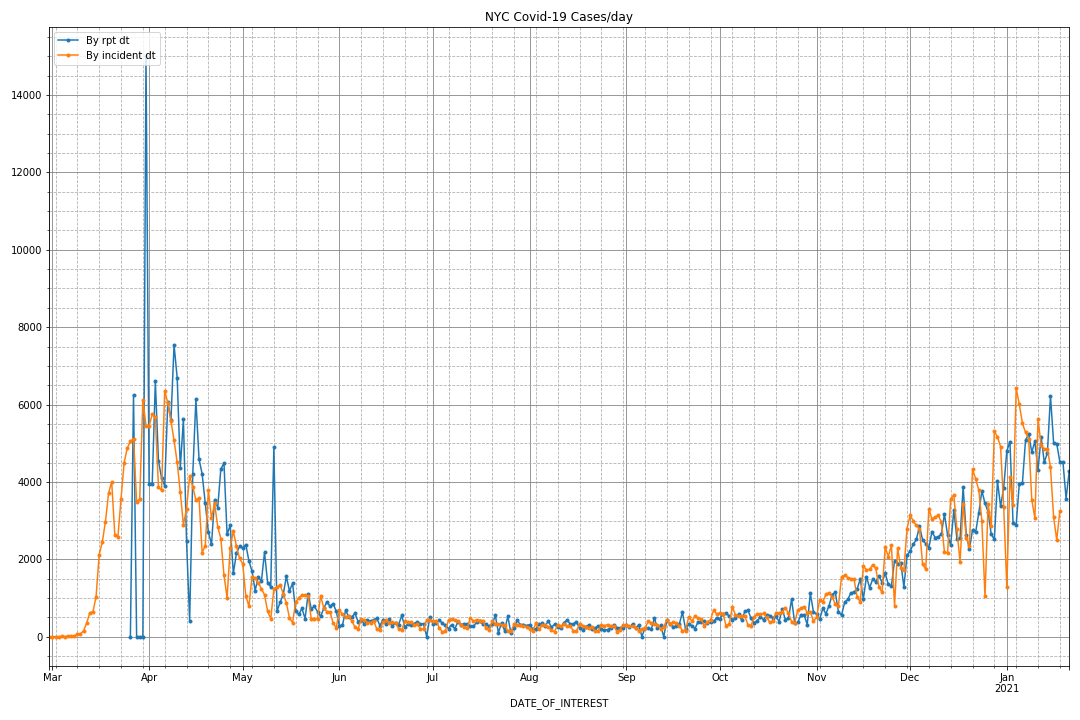 NYC Covid-19 Cases/day
By rpt dt
By incident dt
14000
12000
10000
8000
6000
4000
2000
0
Mar Apr May Jun Jul Aug Sep Oct Nov Dec Jan
2021
DATE_OF_INTEREST